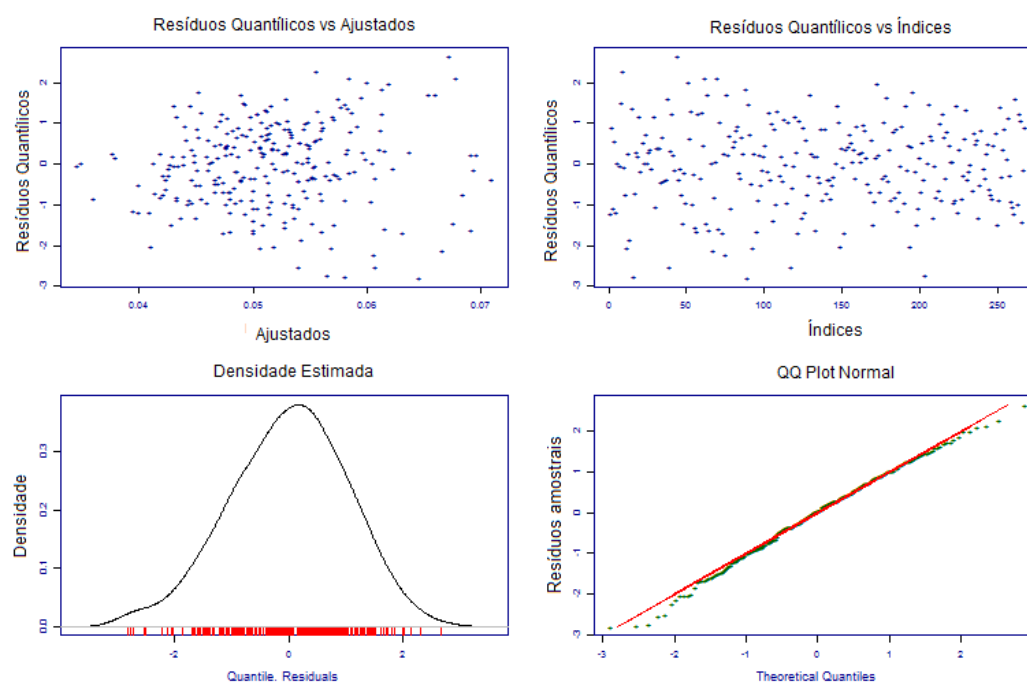 Resíduos Quantílicos vs Ajustados
Resíduos Quantílicos
-3 -2 -1 0 1 2
0.04 0.05 0.06 0.07
Ajustados
Resíduos Quantílicos vs Índices
Resíduos Quantílicos
-3 -2 -1 0 1 2
0 50 100 150 200 250
Índices
Densidade Estimada
Densidade
0.0 0.1 0.2 0.3
-2 0 2
Quantile. Residuals
QQ Plot Normal
Resíduos amostrais
-3 -2 -1 0 1 2
-3 -2 -1 0 1 2
Theoretical Quantiles